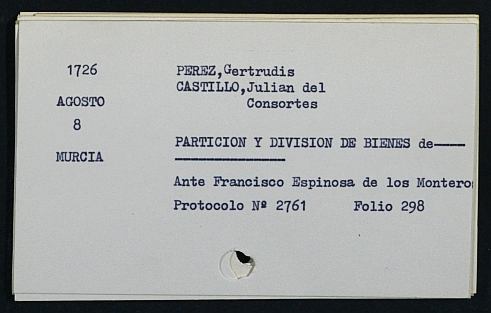 1726
AGOSTO
8
MURCIA
PEREZ,Gertrudis
CASTILLO,Julian del
Consortes
PARTICION Y DIVISION DE BIENES de————
——————————————
Ante Francisco Espinosa de los Montero
Protocolo Nº 2761 Folio 298